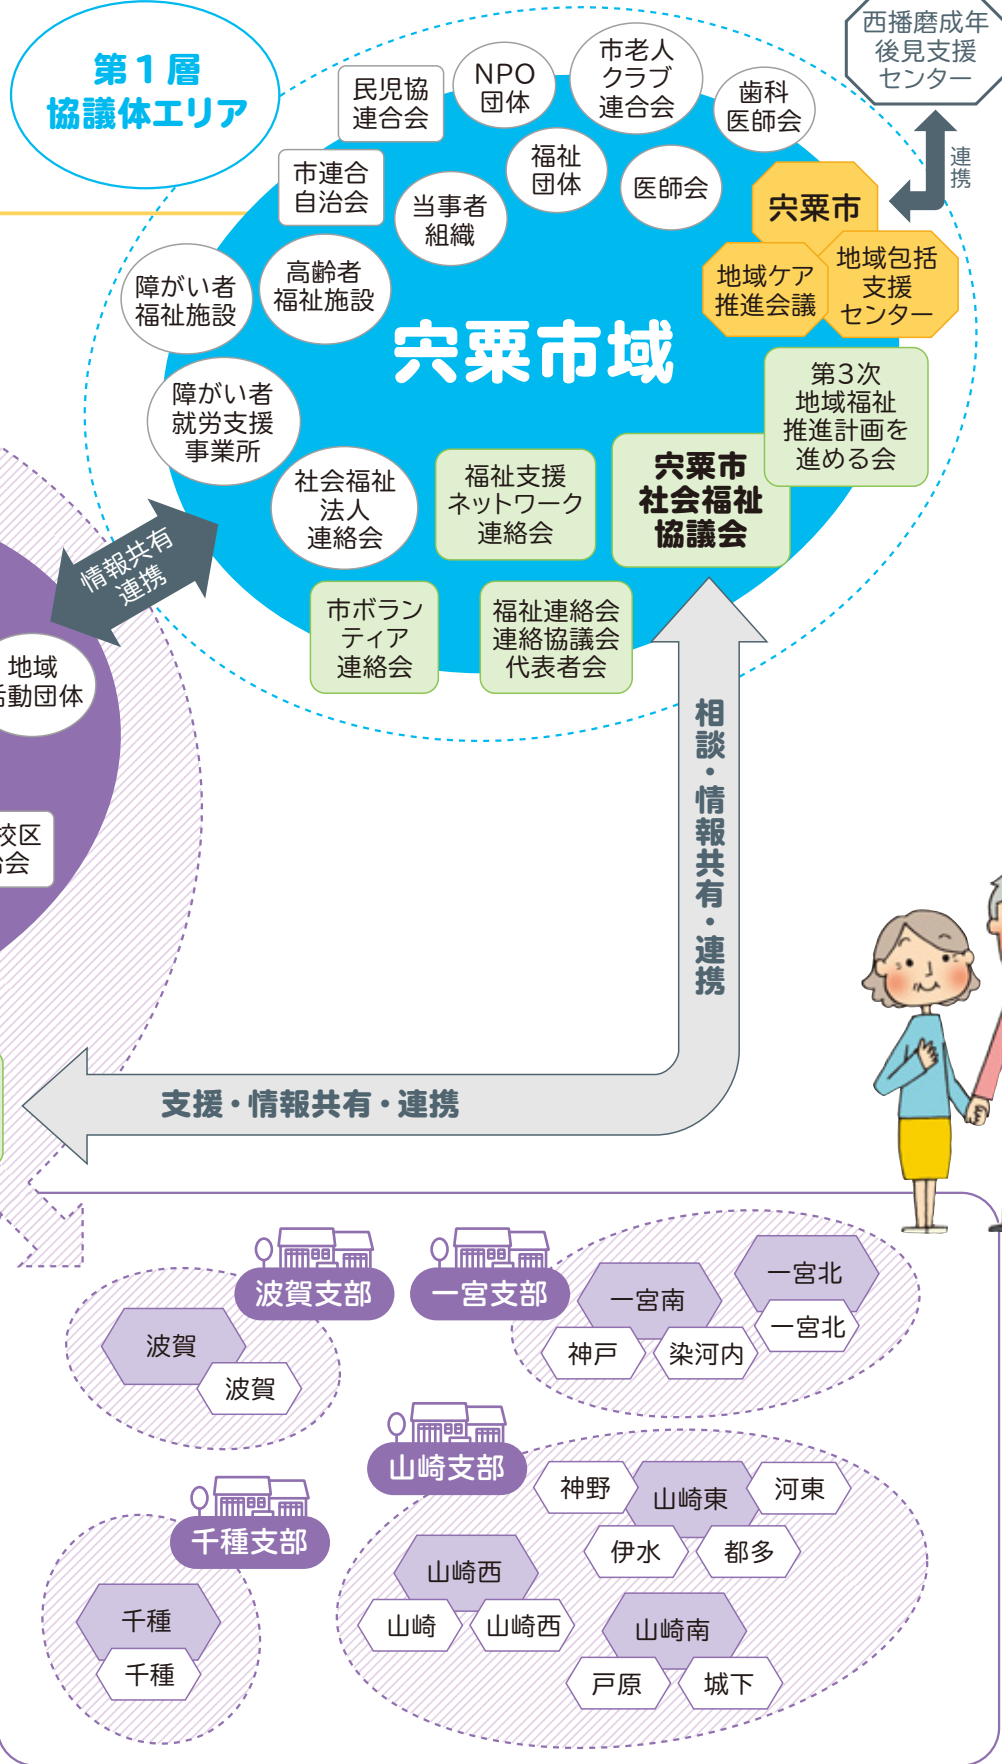 第1層
協議体エリア
西播磨成年
後見支援
センター
連携
民児協
連合会
NPO
団体
市老人
クラブ
連合会
歯科
医師会
市連合
自治会
当事者
組織
福祉
団体
医師会
宍粟市
地域ケア
推進会議
地域包括
支援
センター
障がい者
福祉施設
高齢者
福祉施設
宍粟市域
障がい者
就労支援
事業所
社会福祉
法人
連絡会
福祉支援
ネットワーク
連絡会
宍粟市
社会福祉
協議会
第3次
地域福祉
推進計画を
進める会
市ボラン
ティア
連絡会
福祉連絡会
連絡協議会
代表者会
情報共有
連携
地域
動団体
校区
会
相談・情報共有・連携
支援・情報共有・連携
波賀支部
波賀
波賀
一宮支部
一宮南
神戸
染河内
一宮北
一宮北
山崎支部
神野
山崎東
河東
伊水
都多
山崎西
山崎
山崎西
山崎南
戸原
城下
千種支部
千種
千種